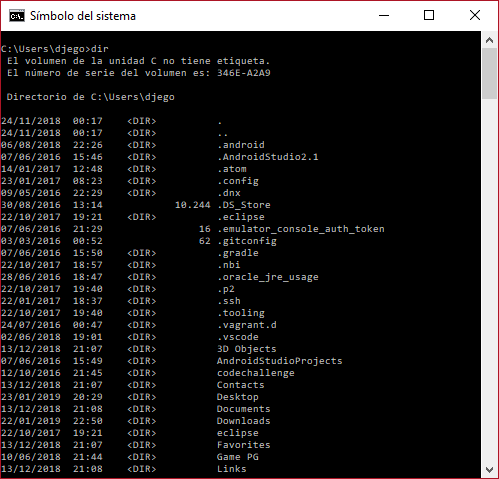 Símbolo del sistema
C:\Users\djego>dir
El volumen de la unidad C no tiene etiqueta.
El número de serie del volumen es: 346E-A2A9
Directorio de C:\Users\djego
24/11/2018 00:17 <DIR> .
24/11/2018 00:17 <DIR> ..
06/08/2018 22:26 <DIR> .android
07/06/2016 15:46 <DIR> .AndroidStudio2.1
14/01/2017 12:48 <DIR> .atom
23/01/2017 08:23 <DIR> .config
09/05/2016 22:29 <DIR> .dnx
30/08/2016 13:14 10.244 .DS_Store
22/10/2017 19:21 <DIR> .eclipse
07/06/2016 21:29 16 .emulator_console_auth_token
03/03/2016 00:52 62 .gitconfig
07/06/2016 15:50 <DIR> .gradle
22/10/2017 18:57 <DIR> .nbi
28/06/2016 18:47 <DIR> .oracle_jre_usage
22/10/2017 19:40 <DIR> .p2
22/01/2018 18:37 <DIR> .ssh
22/10/2017 19:40 <DIR> .tooling
24/07/2016 00:47 <DIR> .vagrant.d
02/06/2018 19:01 <DIR> .vscode
13/12/2018 21:07 <DIR> 3D Objects
07/06/2016 15:49 <DIR> AndroidStudioProjects
12/10/2016 21:45 <DIR> codechallenge
13/12/2018 21:07 <DIR> Contacts
23/01/2019 20:29 <DIR> Desktop
13/12/2018 21:08 <DIR> Documents
22/01/2019 22:50 <DIR> Downloads
22/10/2017 19:21 <DIR> eclipse
13/12/2018 21:07 <DIR> Favorites
10/06/2018 21:44 <DIR> Game PG
13/12/2018 21:08 <DIR> Links